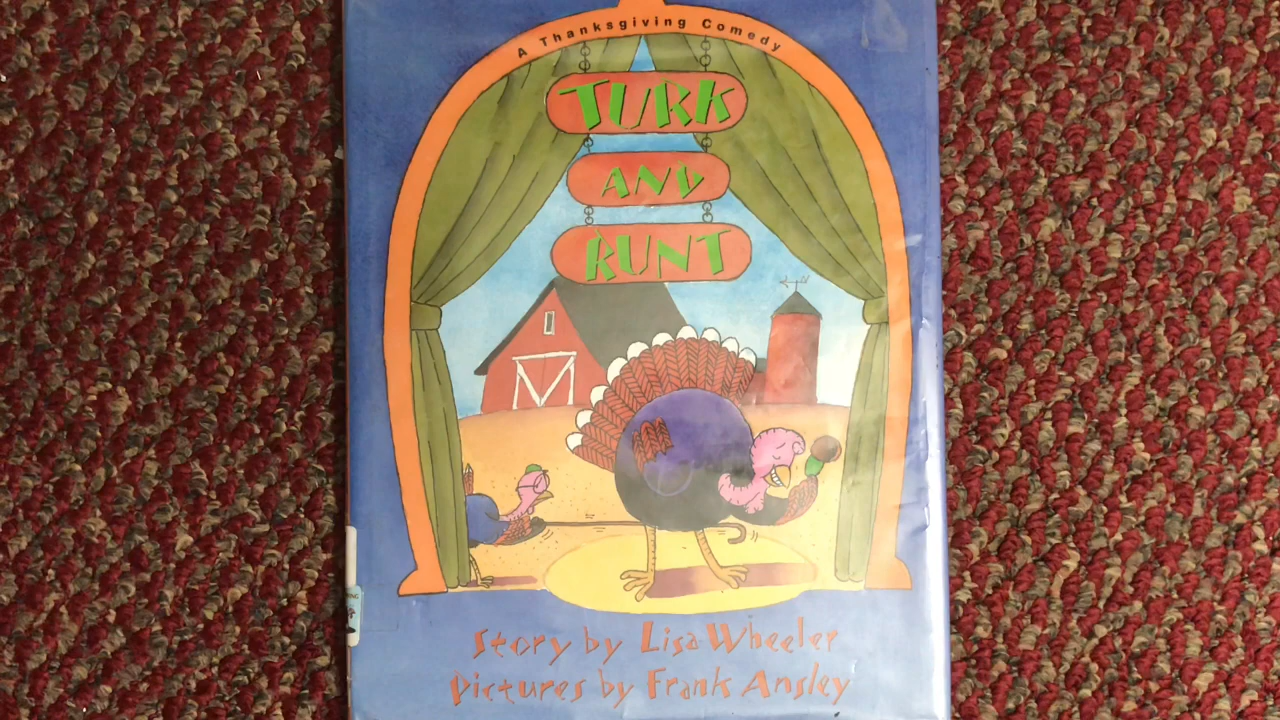 A Thanksgiving Comedy
TURK
AND
RUNT
Story by Lisa Wheeler
Pictures by Frank Ansley